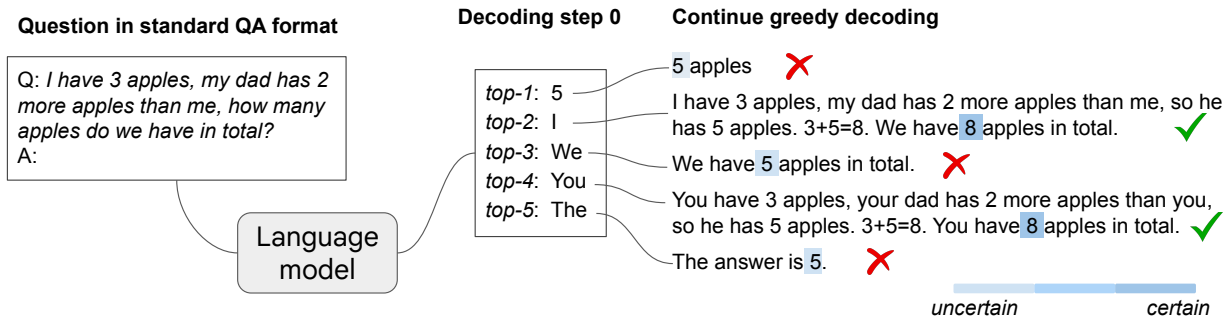 Question in standard QA format
Q: I have 3 apples, my dad has 2
more apples than me, how many
apples do we have in total?
A:
Language
model
Decoding step 0
top-1: 5
top-2: I
top-3: We
top-4: You
top-5: The
Continue greedy decoding
5 apples
I have 3 apples, my dad has 2 more apples than me, so he
has 5 apples. 3+5=8. We have 8 apples in total.
We have 5 apples in total.
You have 3 apples, your dad has 2 more apples than you,
so he has 5 apples. 3+5=8. You have 8 apples in total.
The answer is 5.
uncertain
certain